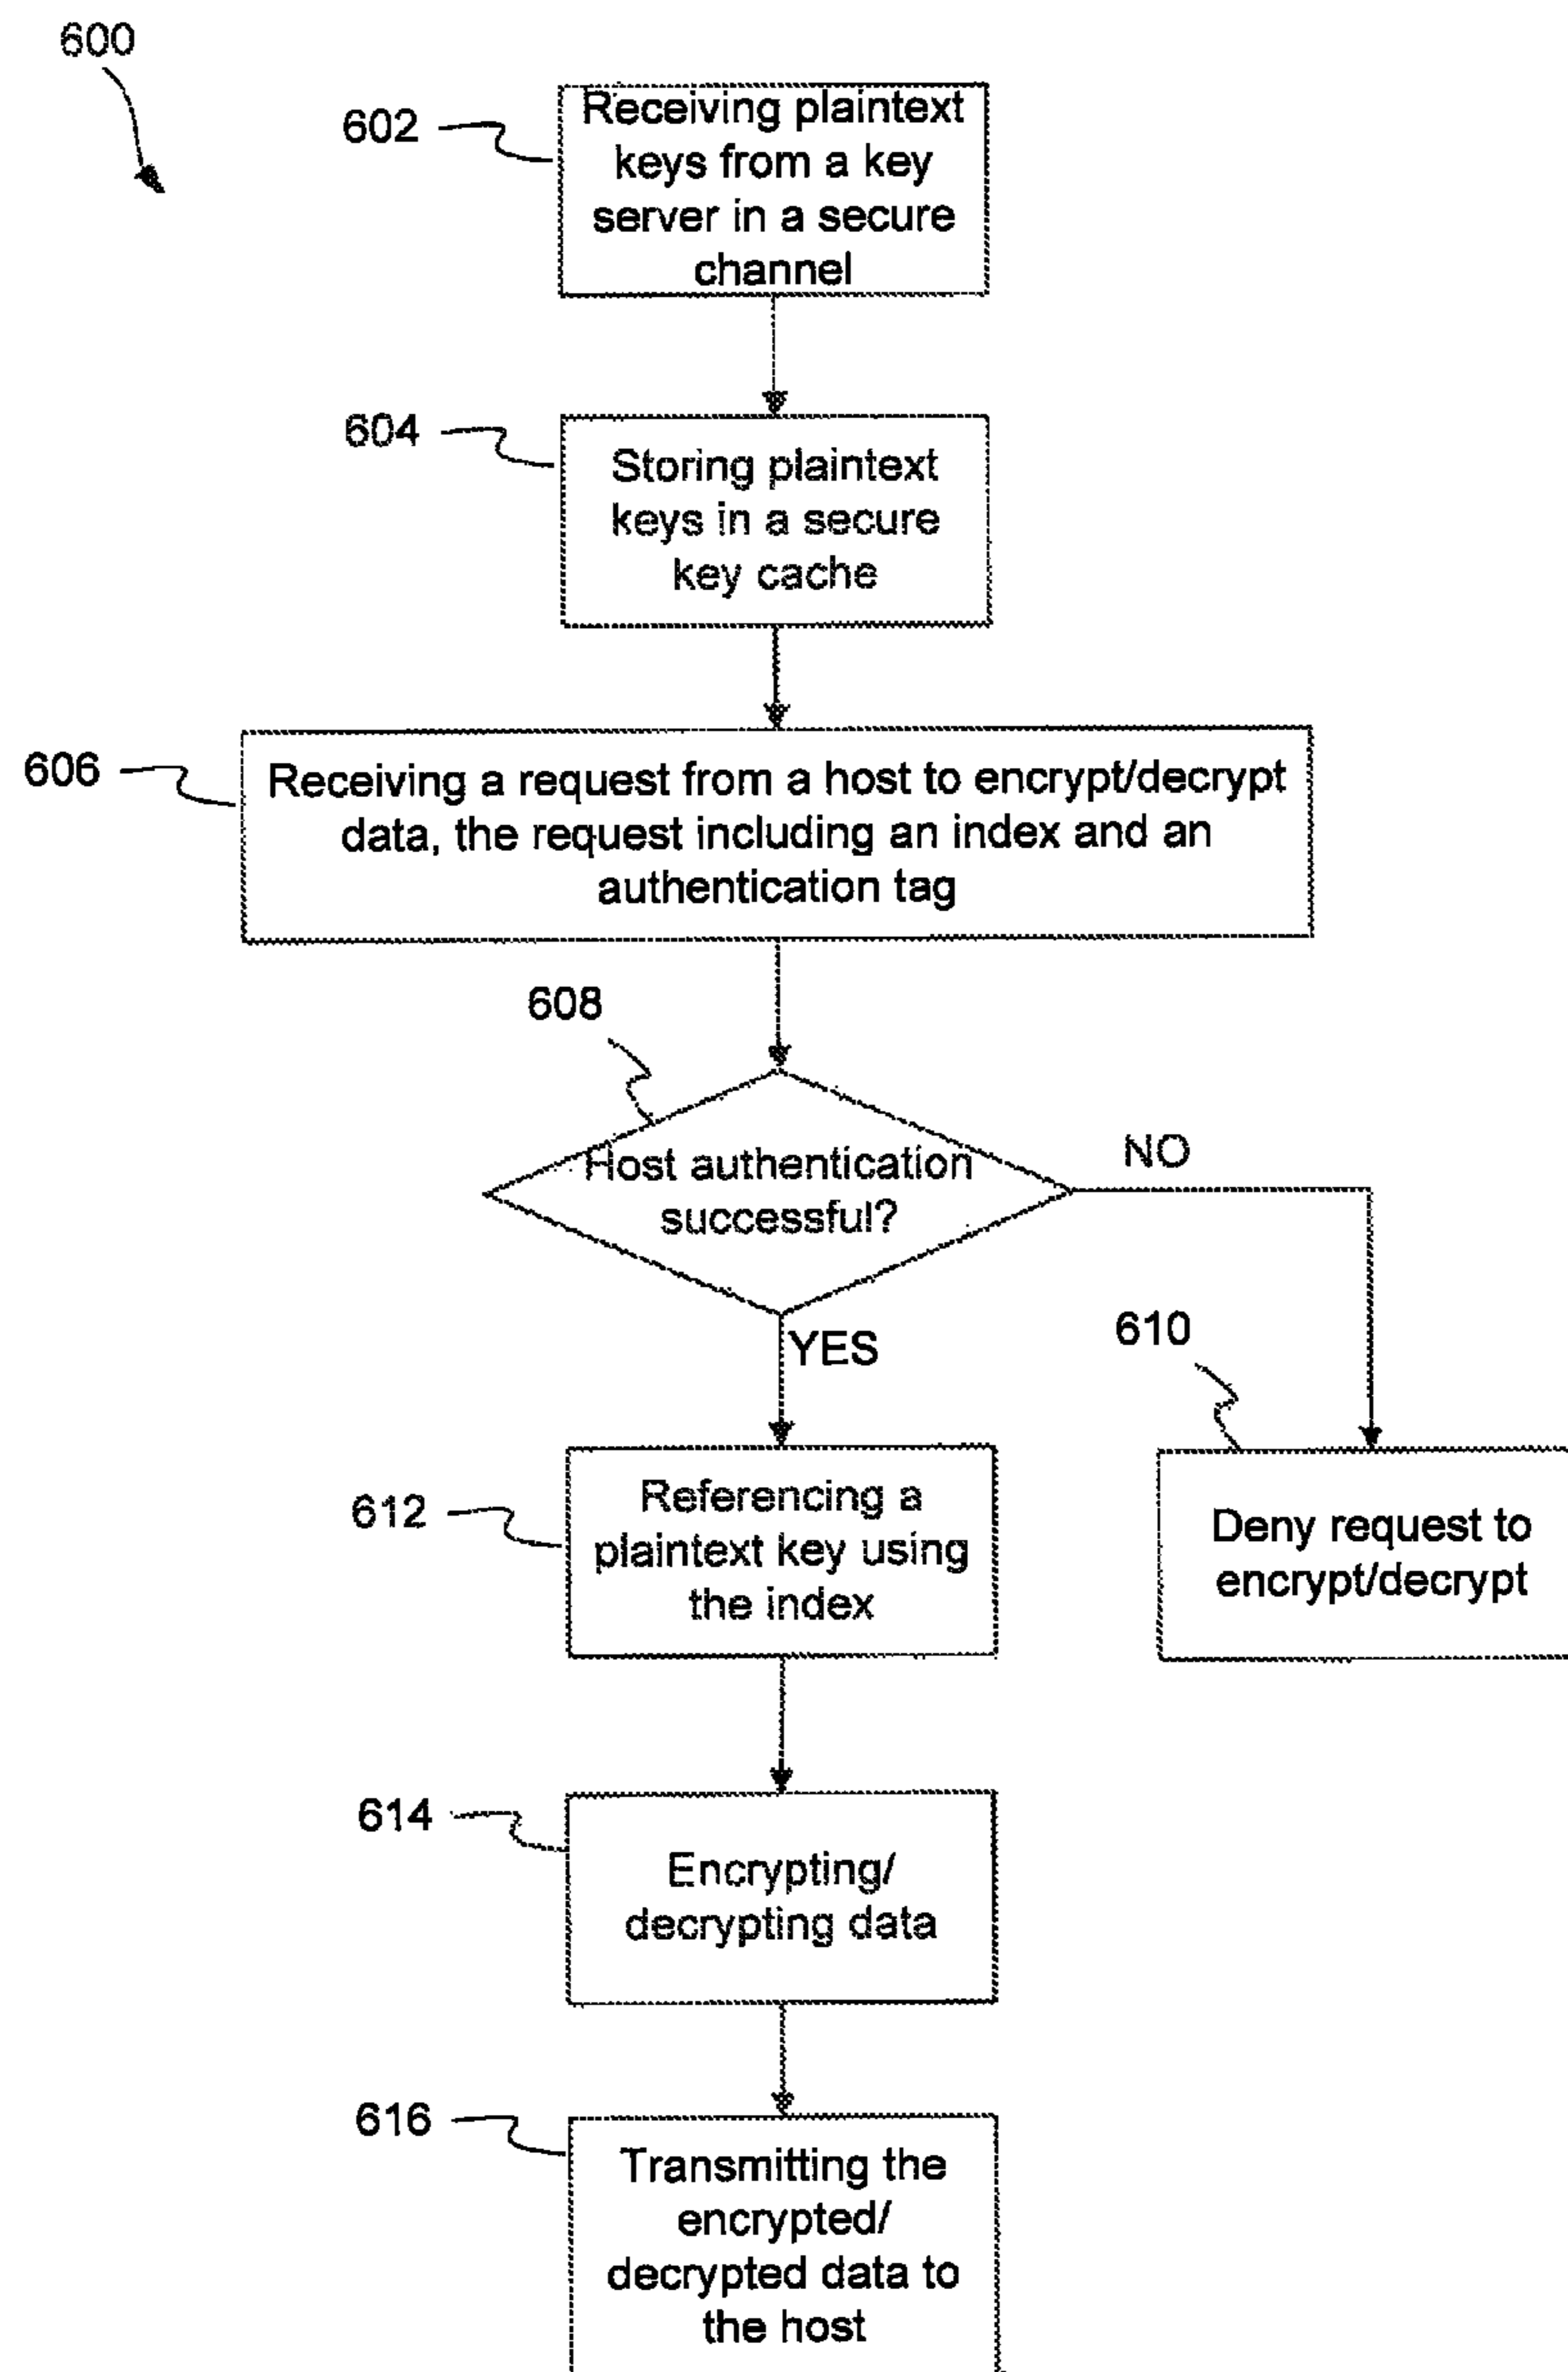 600
602
Receiving plaintext
keys from a key
server in a secure
channel
604
Storing plaintext
keys in a secure
key cache
606
Receiving a request from a host to encrypt/decrypt
data, the request including an index and an
authentication tag
608
Host authentication
successful?
NO
YES
610
Deny request to
encrypt/decrypt
612
Referencing a
plaintext key using
the index
614
Encrypting/
decrypting data
616
Transmitting the
encrypted/
decrypted data to
the host